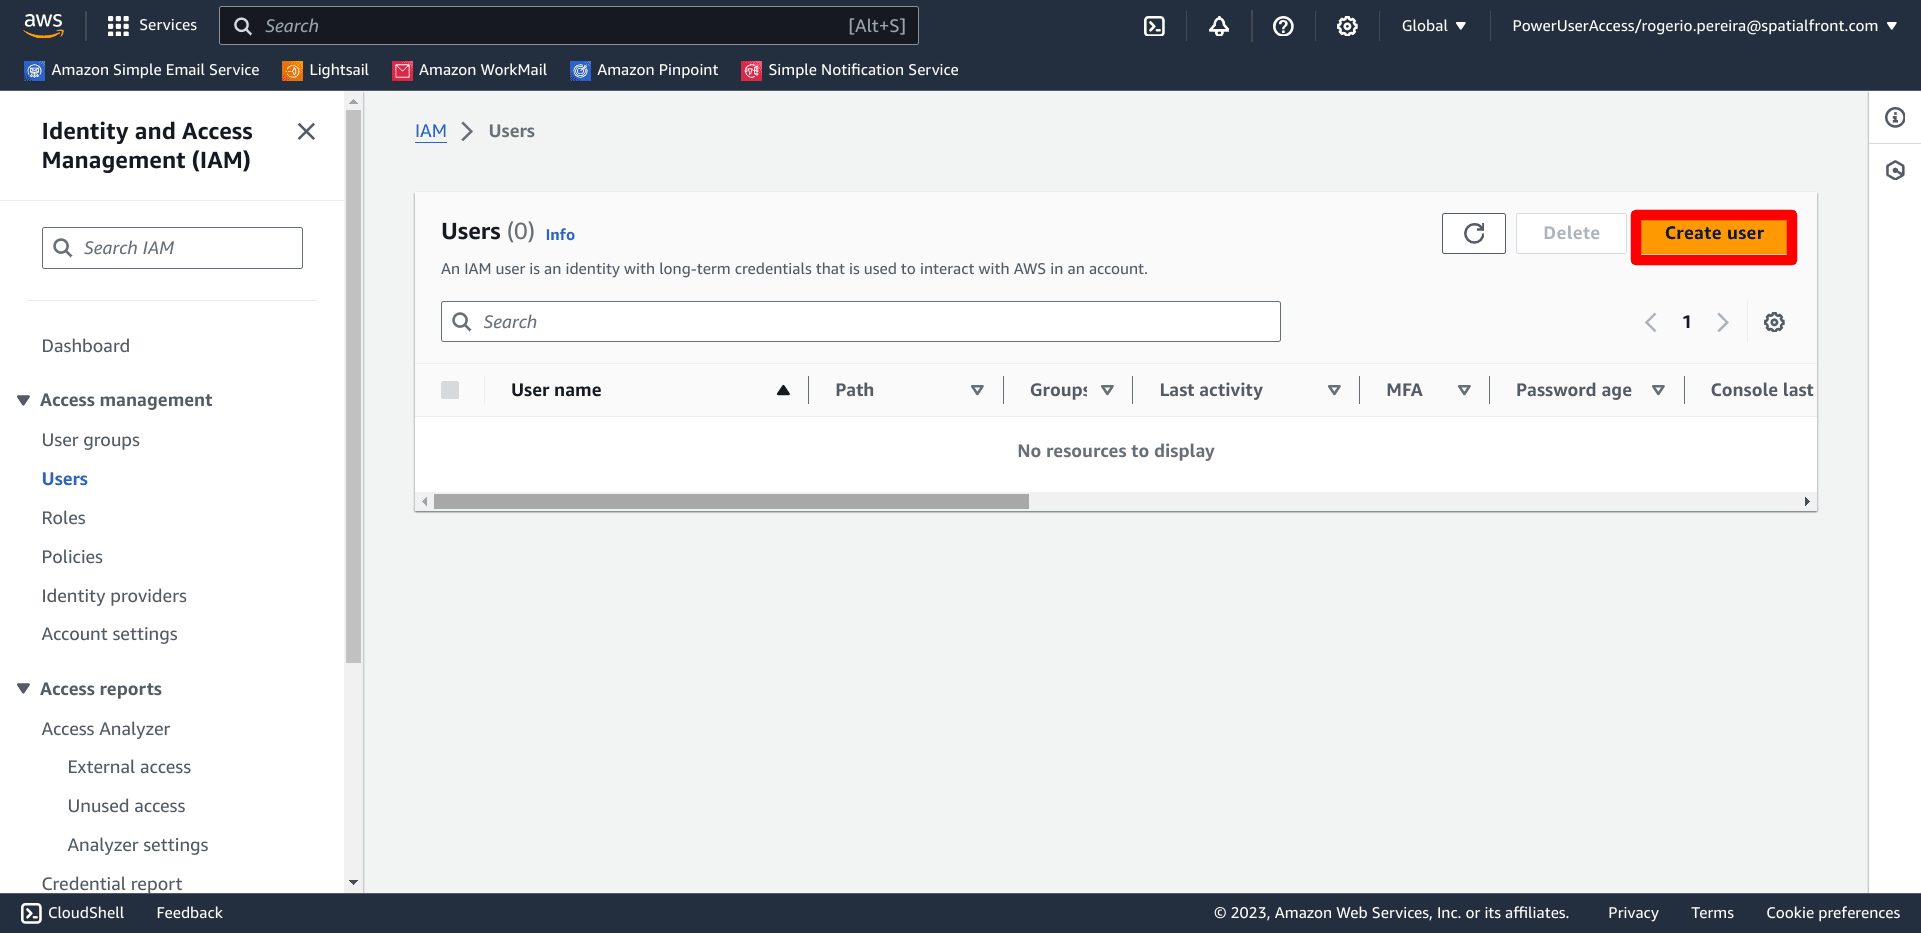 aws
Services
Search
[Alt+S]
Global
PowerUserAccess/rogerio.pereira@spatialfront.com
Amazon Simple Email Service
Lightsail
Amazon WorkMail
Amazon Pinpoint
Simple Notification Service
Identity and Access
Management (IAM)
Search IAM
Dashboard
Access management
User groups
Users
Roles
Policies
Identity providers
Account settings
Access reports
Access Analyzer
External access
Unused access
Analyzer settings
Credential report
IAM
Users
Users (0) Info
Delete
Create user
An IAM user is an identity with long-term credentials that is used to interact with AWS in an account.
Search
1
User name
Path
Groups
Last activity
MFA
Password age
Console last
No resources to display
CloudShell
Feedback
© 2023, Amazon Web Services, Inc. or its affiliates.
Privacy
Terms
Cookie preferences